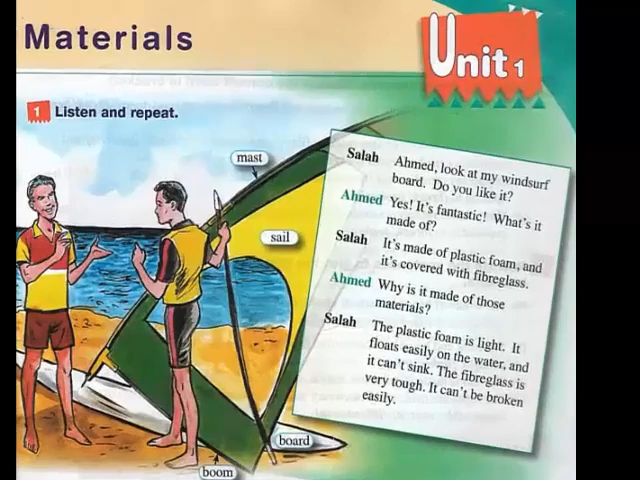 Materials
Unit 1
1 Listen and repeat.
mast
sail
board
boom
Salah Ahmed, look at my windsurf
board. Do you like it?
Ahmed Yes! It's fantastic! What's it
made of?
Salah It's made of plastic foam, and
it's covered with fibreglass.
Ahmed Why is it made of those
materials?
Salah The plastic foam is light. It
floats easily on the water, and
it can't sink. The fibreglass is
very tough. It can't be broken
easily.